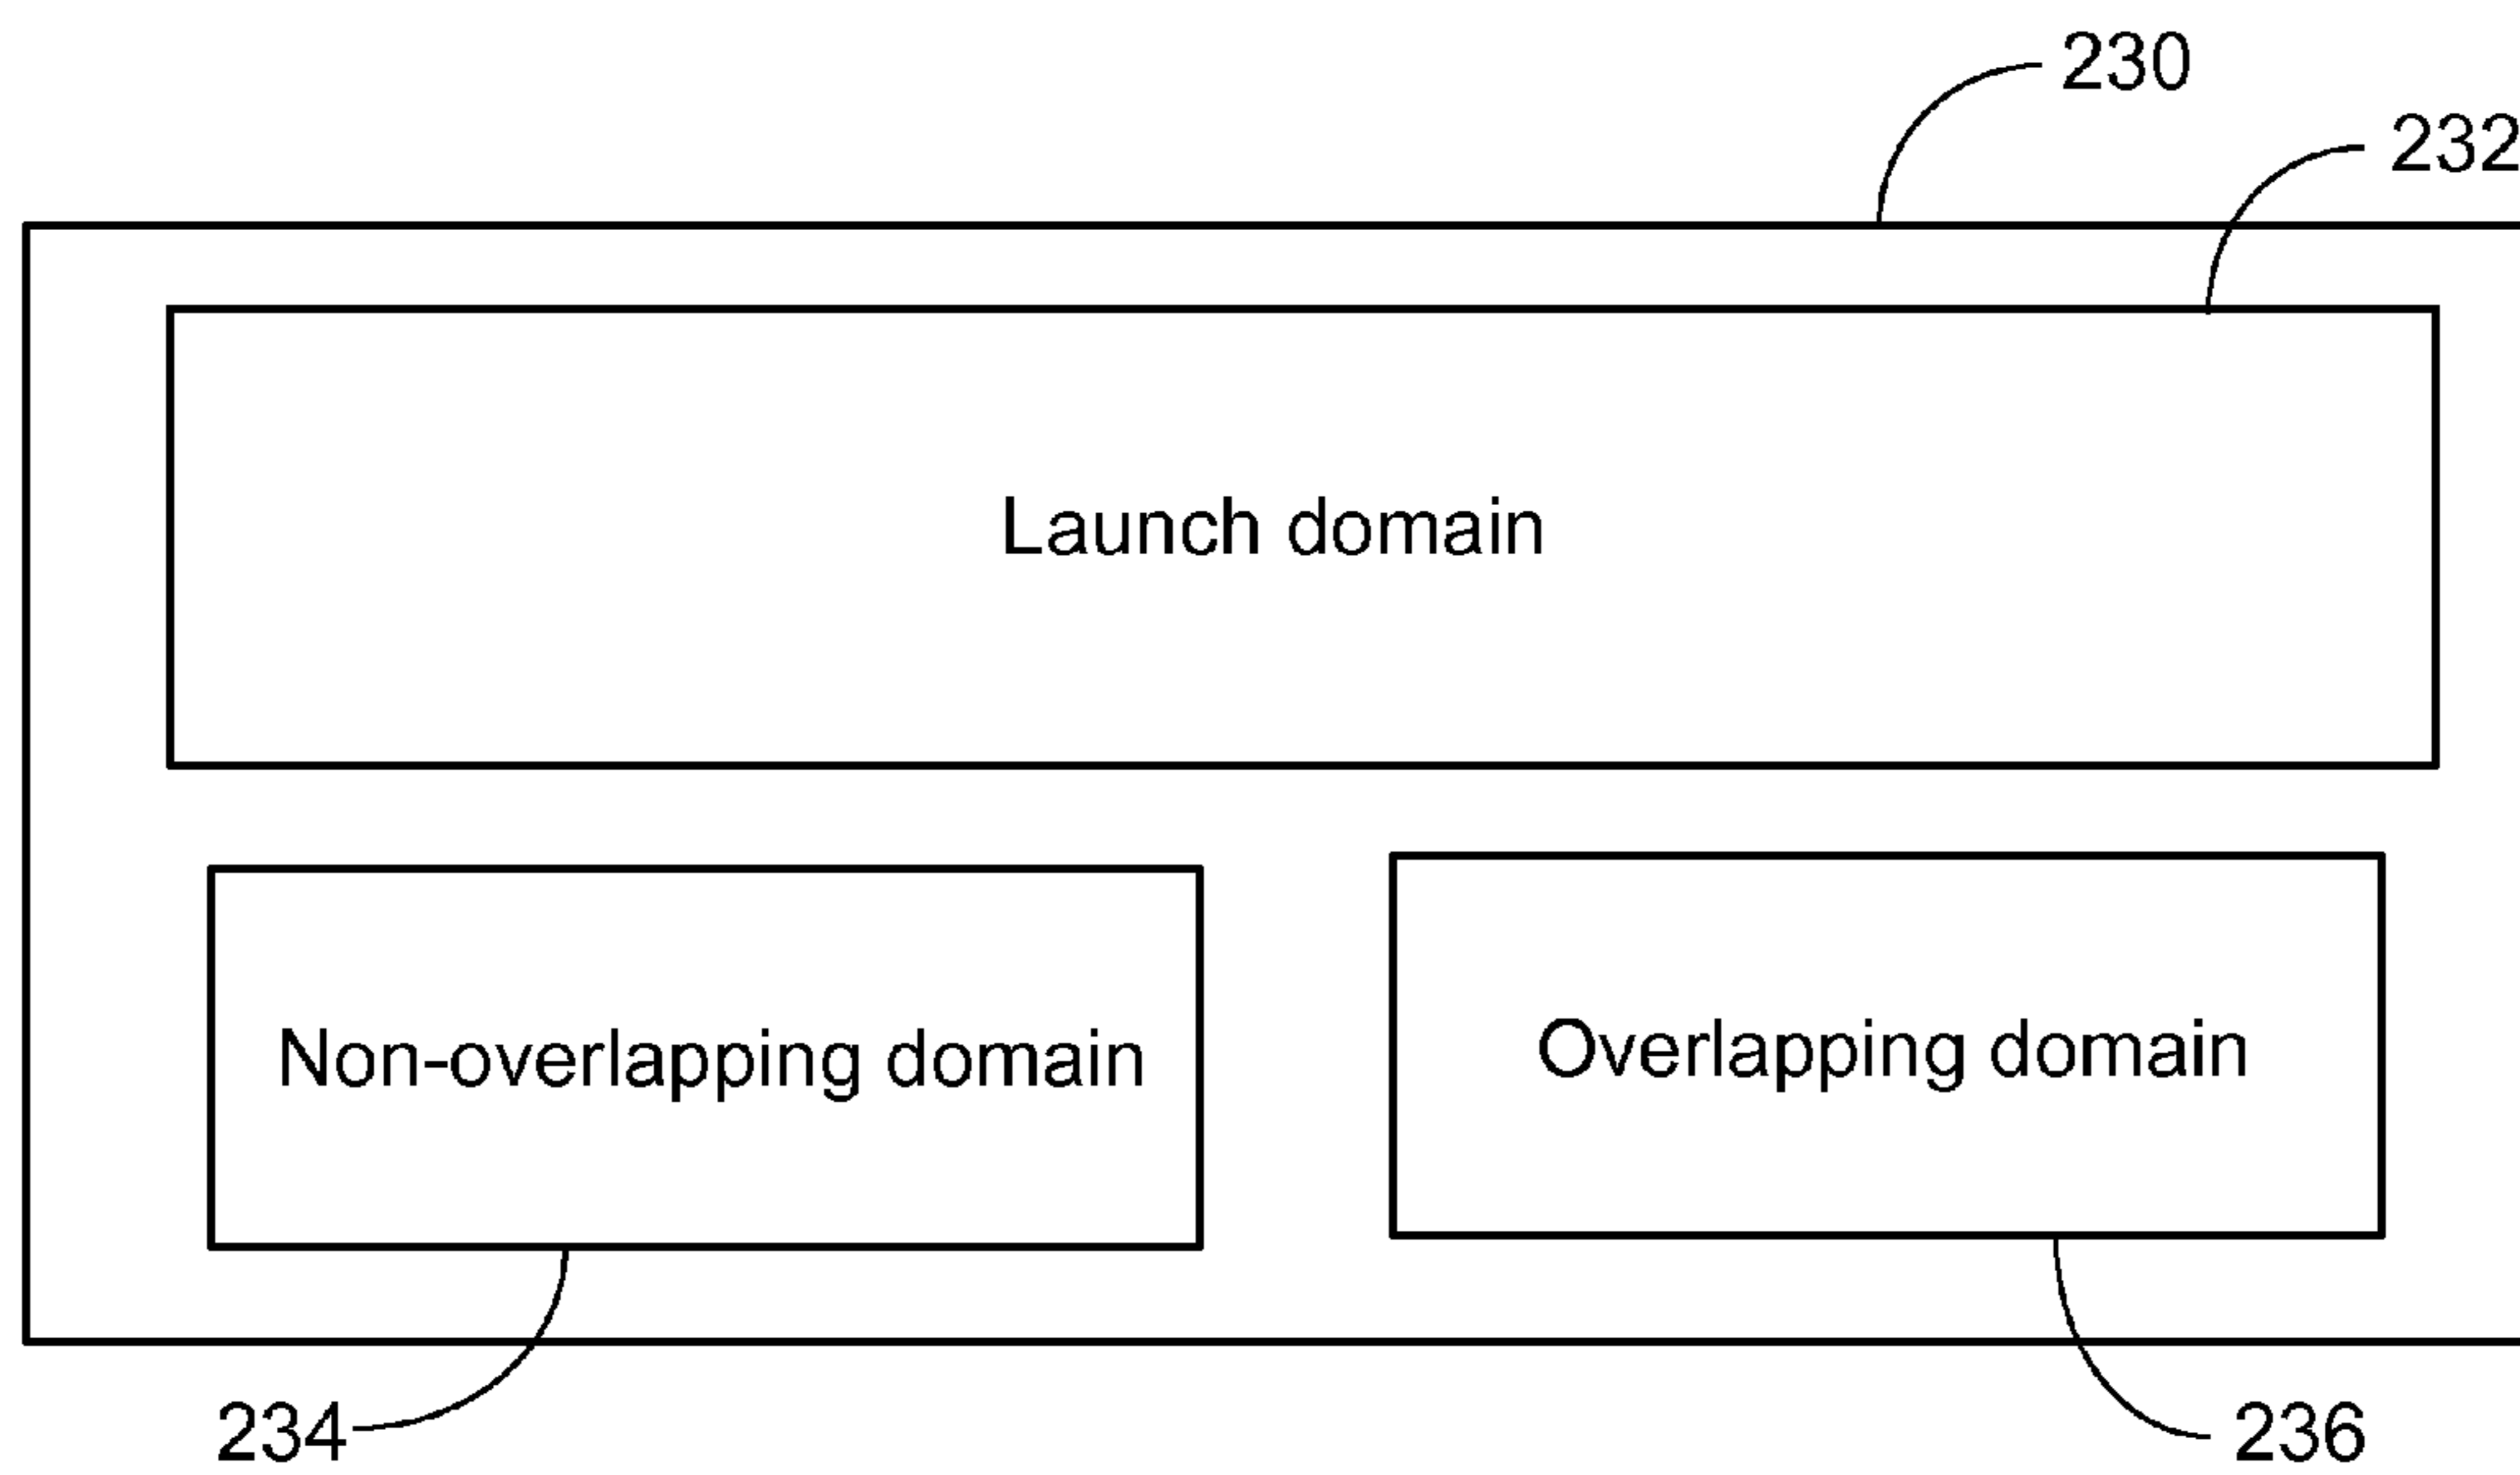 230
232
Launch domain
Non-overlapping domain
Overlapping domain
234
236